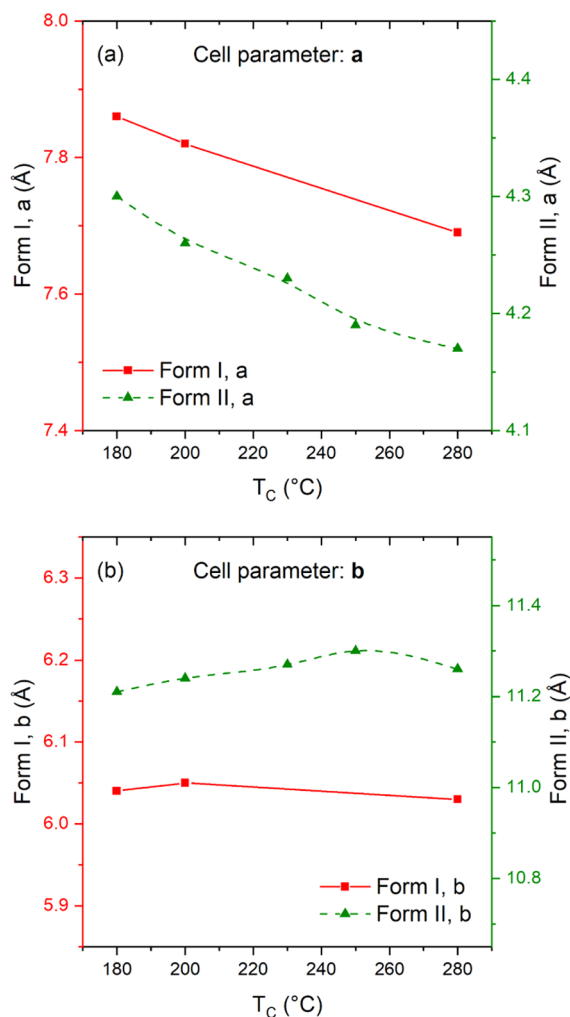 (a) Cell parameter: a
8.0
7.8
7.6
7.4
Form I, a (Å)
4.4
4.3
4.2
4.1
Form II, a (Å)
Form I, a
Form II, a
180 200 220 240 260 280
T_C (°C)
(b) Cell parameter: b
6.3
6.2
6.1
6.0
5.9
Form I, b (Å)
11.4
11.2
11.0
10.8
Form II, b (Å)
Form I, b
Form II, b
180 200 220 240 260 280
T_C (°C)